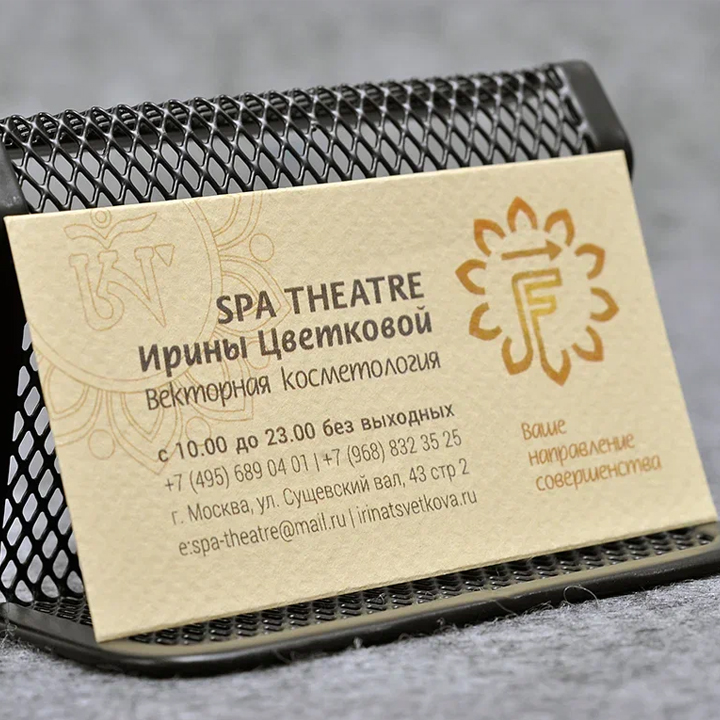 SPA THEATRE
Ирины Цветковой
Векторная косметология
с 10.00 до 23.00 без выходных
+7 (495) 689 04 01 | +7 (968) 832 35 25
г. Москва, ул. Сущевский вал, 43 стр 2
e:spa-theatre@mail.ru | irinatsvetkova.ru
F
Ваше
направление
совершенства